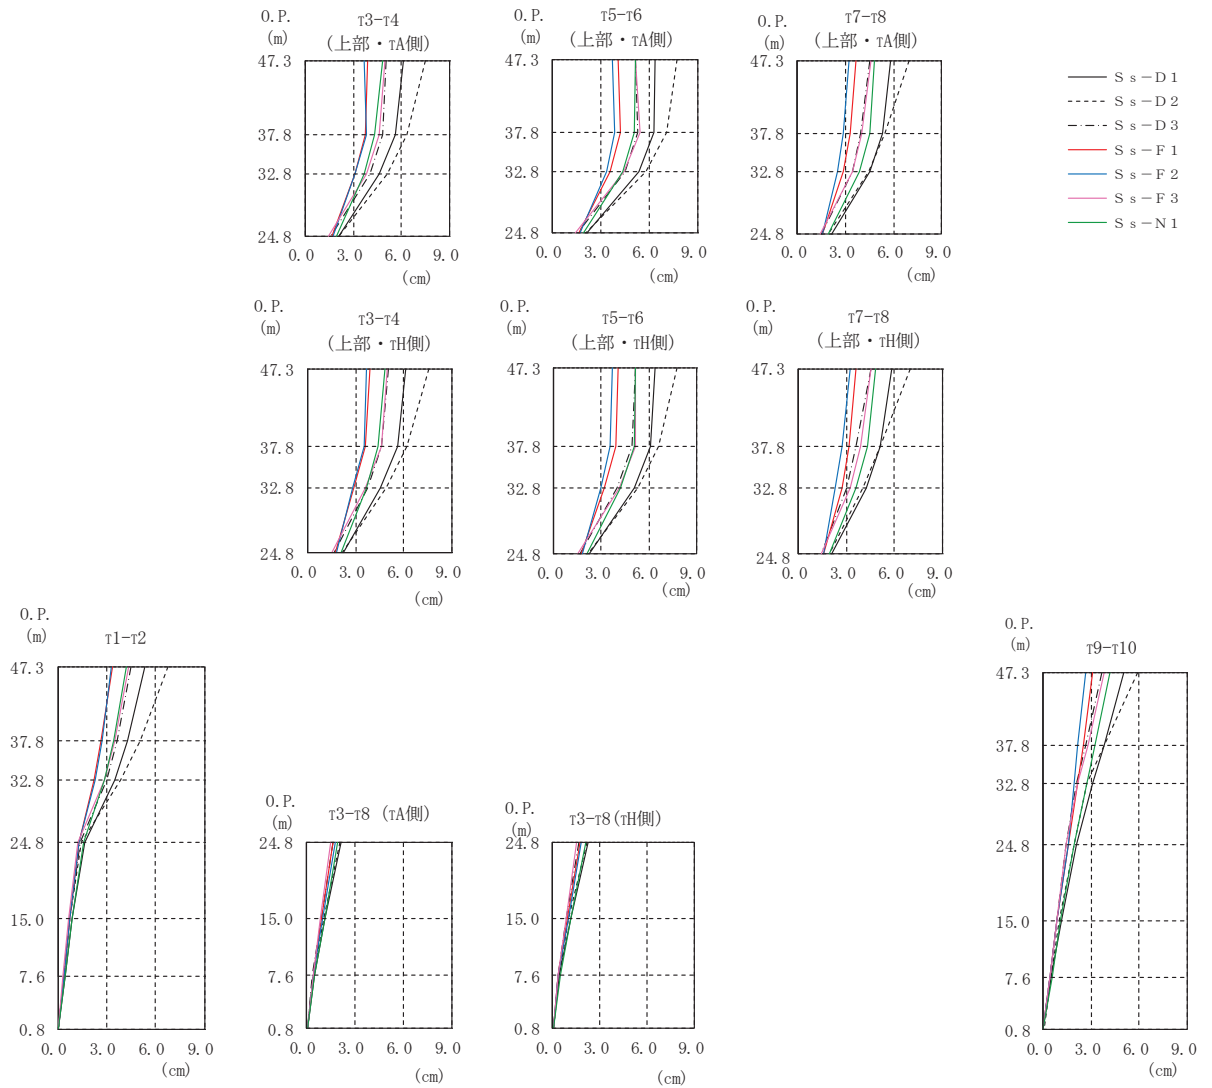 O.P.
(m)
T3-T4
(上部・TA側)
47.3
37.8
32.8
24.8
0.0 3.0 6.0 9.0
(cm)
O.P.
(m)
T5-T6
(上部・TA側)
47.3
37.8
32.8
24.8
0.0 3.0 6.0 9.0
(cm)
O.P.
(m)
T7-T8
(上部・TA側)
47.3
37.8
32.8
24.8
0.0 3.0 6.0 9.0
(cm)
Ss-D1
Ss-D2
Ss-D3
Ss-F1
Ss-F2
Ss-F3
Ss-N1
O.P.
(m)
T3-T4
(上部・TH側)
47.3
37.8
32.8
24.8
0.0 3.0 6.0 9.0
(cm)
O.P.
(m)
T5-T6
(上部・TH側)
47.3
37.8
32.8
24.8
0.0 3.0 6.0 9.0
(cm)
O.P.
(m)
T7-T8
(上部・TH側)
47.3
37.8
32.8
24.8
0.0 3.0 6.0 9.0
(cm)
O.P.
(m)
T1-T2
47.3
37.8
32.8
24.8
15.0
7.6
0.8
0.0 3.0 6.0 9.0
(cm)
O.P.
(m)
T3-T8 (TA側)
24.8
15.0
7.6
0.8
0.0 3.0 6.0 9.0
(cm)
O.P.
(m)
T3-T8(TH側)
24.8
15.0
7.6
0.8
0.0 3.0 6.0 9.0
(cm)
O.P.
(m)
T9-T10
47.3
37.8
32.8
24.8
15.0
7.6
0.8
0.0 3.0 6.0 9.0
(cm)